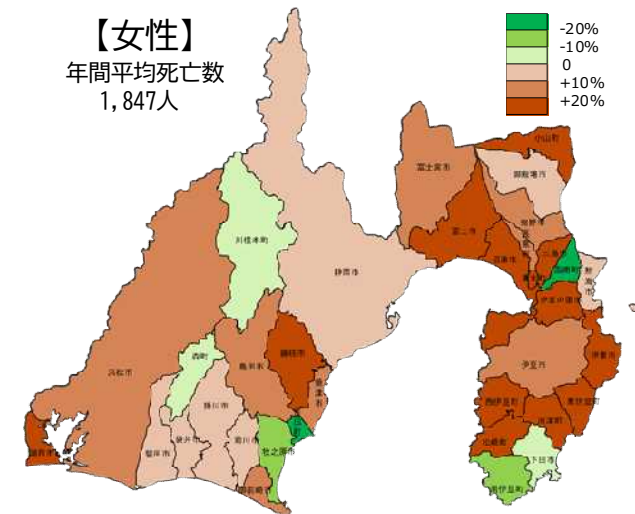 【女性】
年間平均死亡数
1,847人
-20%
-10%
0
+10%
+20%
小山町
富士宮市
御殿場市
裾野市
富士市
川根本町
三島市
函南町
熱海市
静岡市
沼津市
伊豆の国市
伊豆市
伊東市
森町
浜松市
島田市
藤枝市
焼津市
掛川市
西伊豆町
東伊豆町
河津町
吉田町
磐田市
袋井市
菊川市
牧之原市
松崎町
下田市
湖西市
御前崎市
南伊豆町